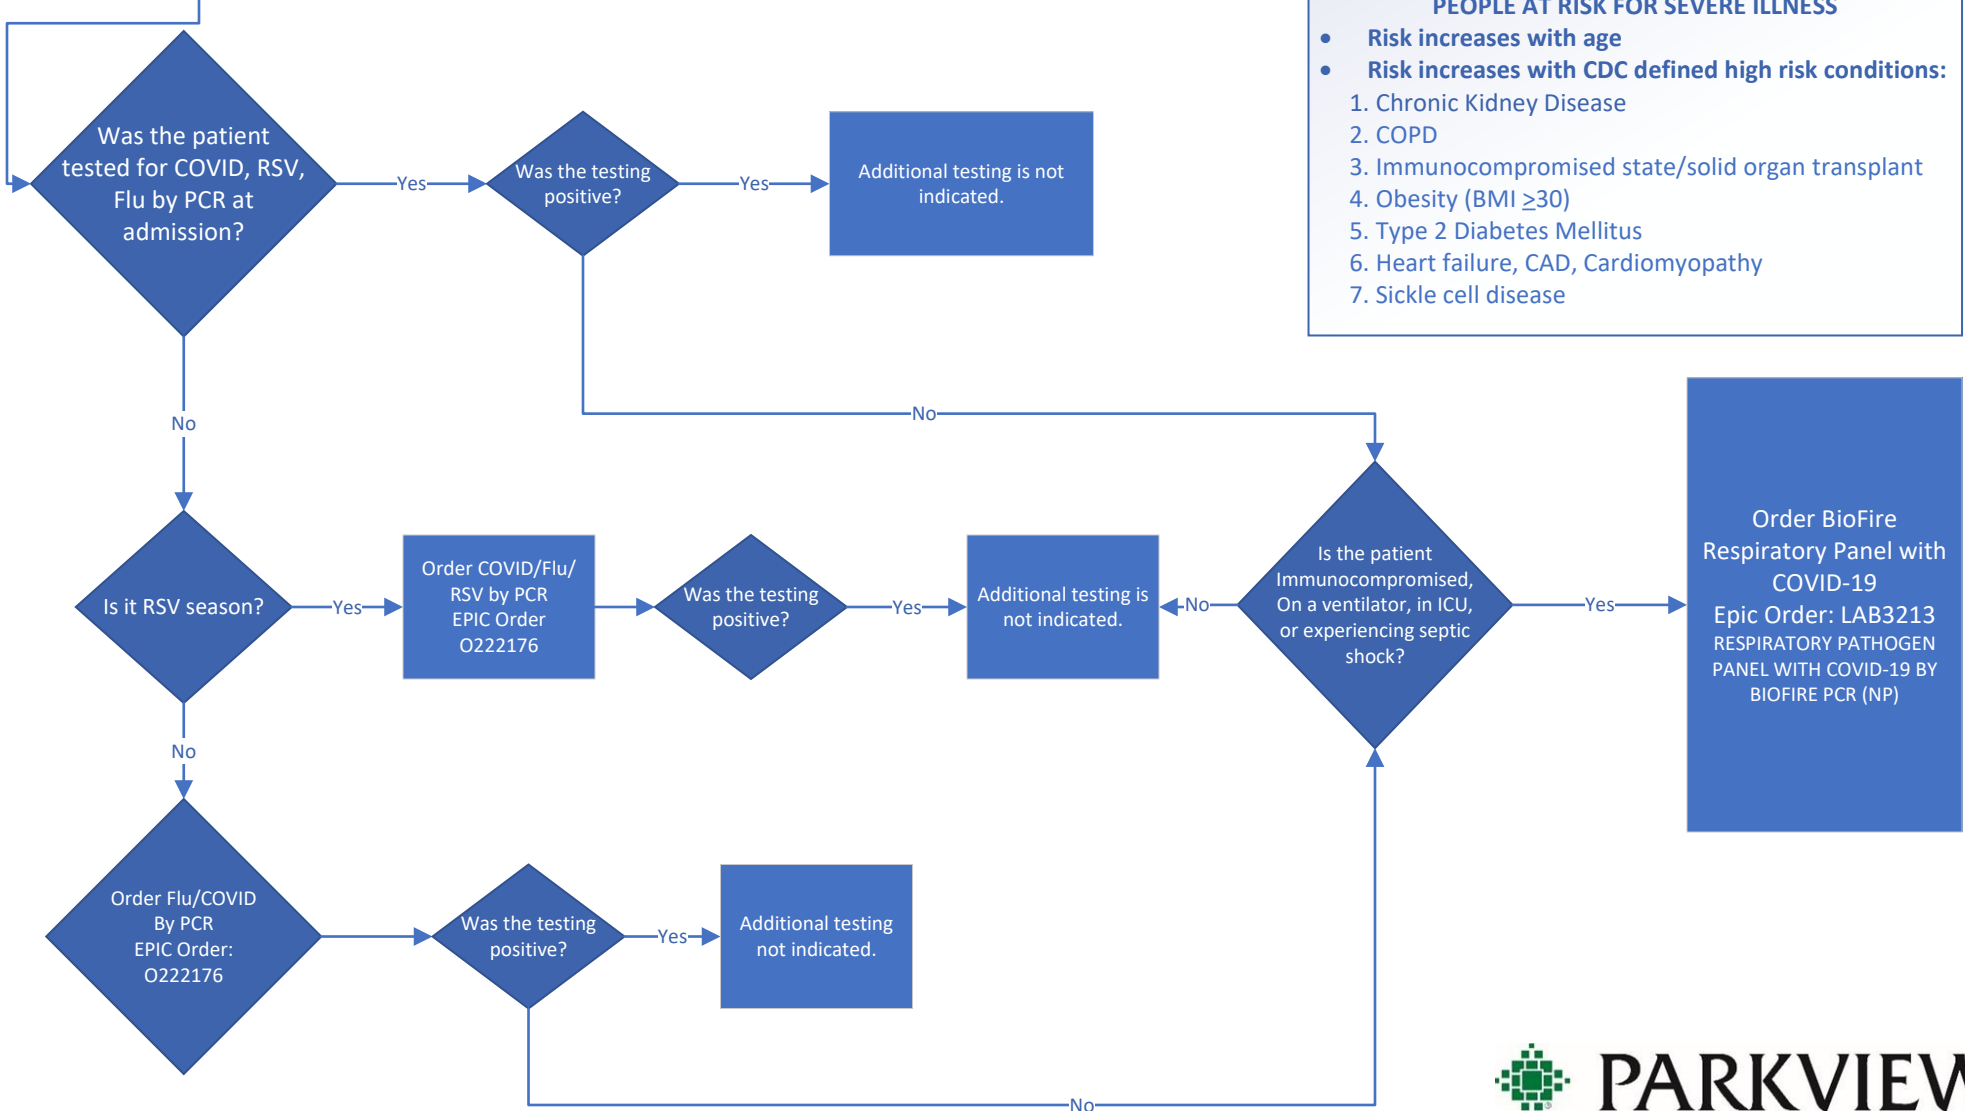 PEOPLE AT RISK FOR SEVERE ILLNESS
• Risk increases with age
• Risk increases with CDC defined high risk conditions:
1. Chronic Kidney Disease
2. COPD
3. Immunocompromised state/solid organ transplant
4. Obesity (BMI ≥30)
5. Type 2 Diabetes Mellitus
6. Heart failure, CAD, Cardiomyopathy
7. Sickle cell disease
Was the patient
tested for COVID, RSV,
Flu by PCR at
admission?
Yes
Was the testing
positive?
Yes
Additional testing is not
indicated.
No
No
Is it RSV season?
Yes
Order COVID/Flu/
RSV by PCR
EPIC Order
O222176
Was the testing
positive?
Yes
Additional testing is
not indicated.
No
Is the patient
Immunocompromised,
On a ventilator, in ICU,
or experiencing septic
shock?
Yes
Order BioFire
Respiratory Panel with
COVID-19
Epic Order: LAB3213
RESPIRATORY PATHOGEN
PANEL WITH COVID-19 BY
BIOFIRE PCR (NP)
No
Order Flu/COVID
By PCR
EPIC Order:
O222176
Was the testing
positive?
Yes
Additional testing
not indicated.
No
PARKVIEW